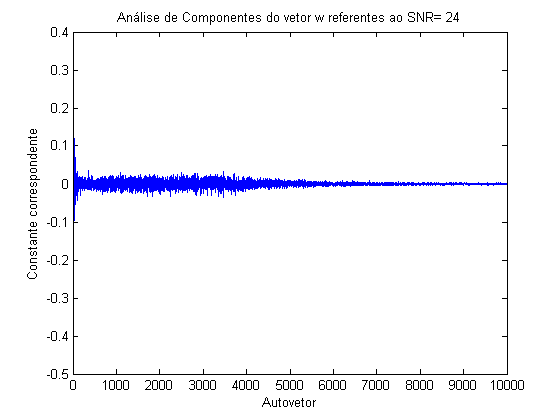 Análise de Componentes do vetor w referentes ao SNR= 24
0.4
0.3
0.2
0.1
0
-0.1
-0.2
-0.3
-0.4
-0.5
Constante correspondente
0 1000 2000 3000 4000 5000 6000 7000 8000 9000 10000
Autovetor